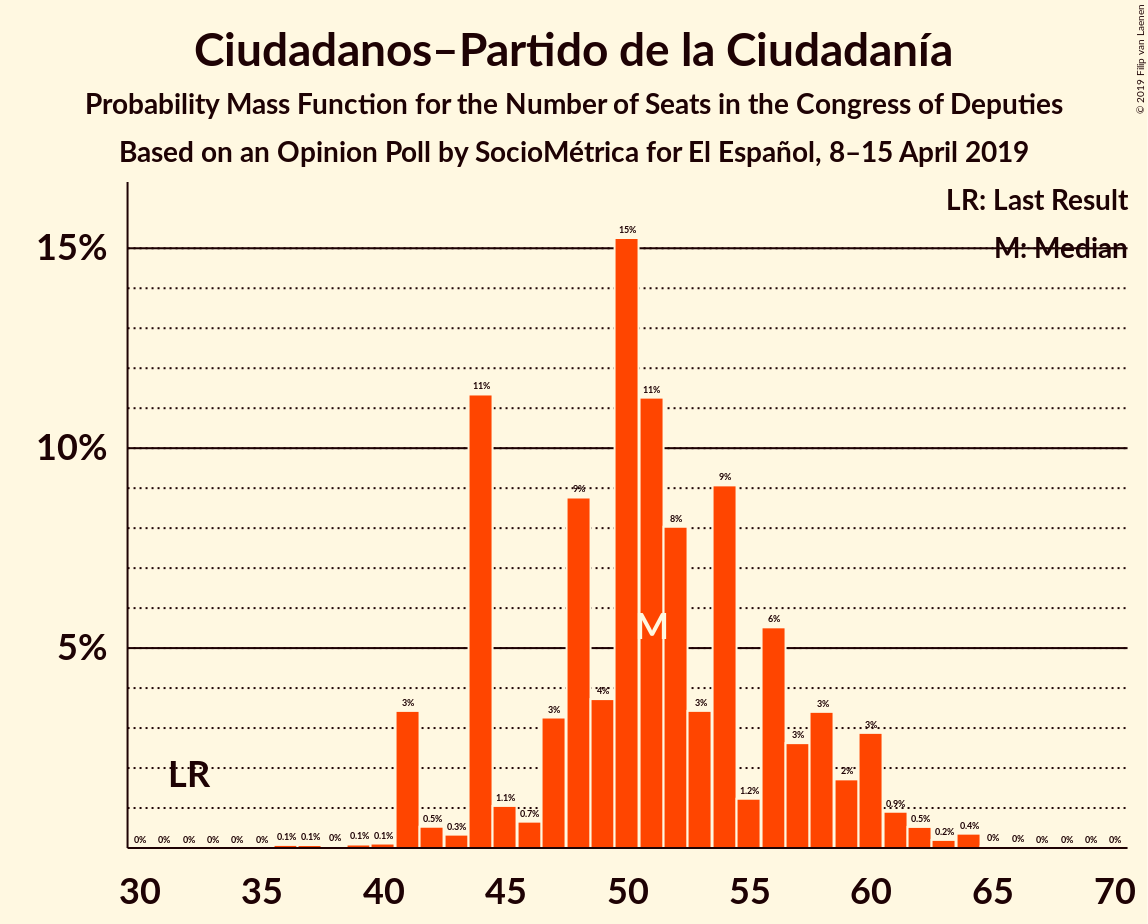 Ciudadanos–Partido de la Ciudadanía
Probability Mass Function for the Number of Seats in the Congress of Deputies
Based on an Opinion Poll by SocioMétrica for El Español, 8–15 April 2019
© 2019 Filip van Laenen
LR: Last Result
M: Median
15%
10%
5%
LR
M
0% 0% 0% 0% 0% 0% 0.1% 0.1% 0% 0.1% 0.1% 3% 0.5% 0.3% 11% 1.1% 0.7% 3% 9% 4% 15% 11% 8% 3% 9% 1.2% 6% 3% 3% 2% 3% 0.9% 0.5% 0.2% 0.4% 0% 0% 0% 0% 0% 0%
30 35 40 45 50 55 60 65 70